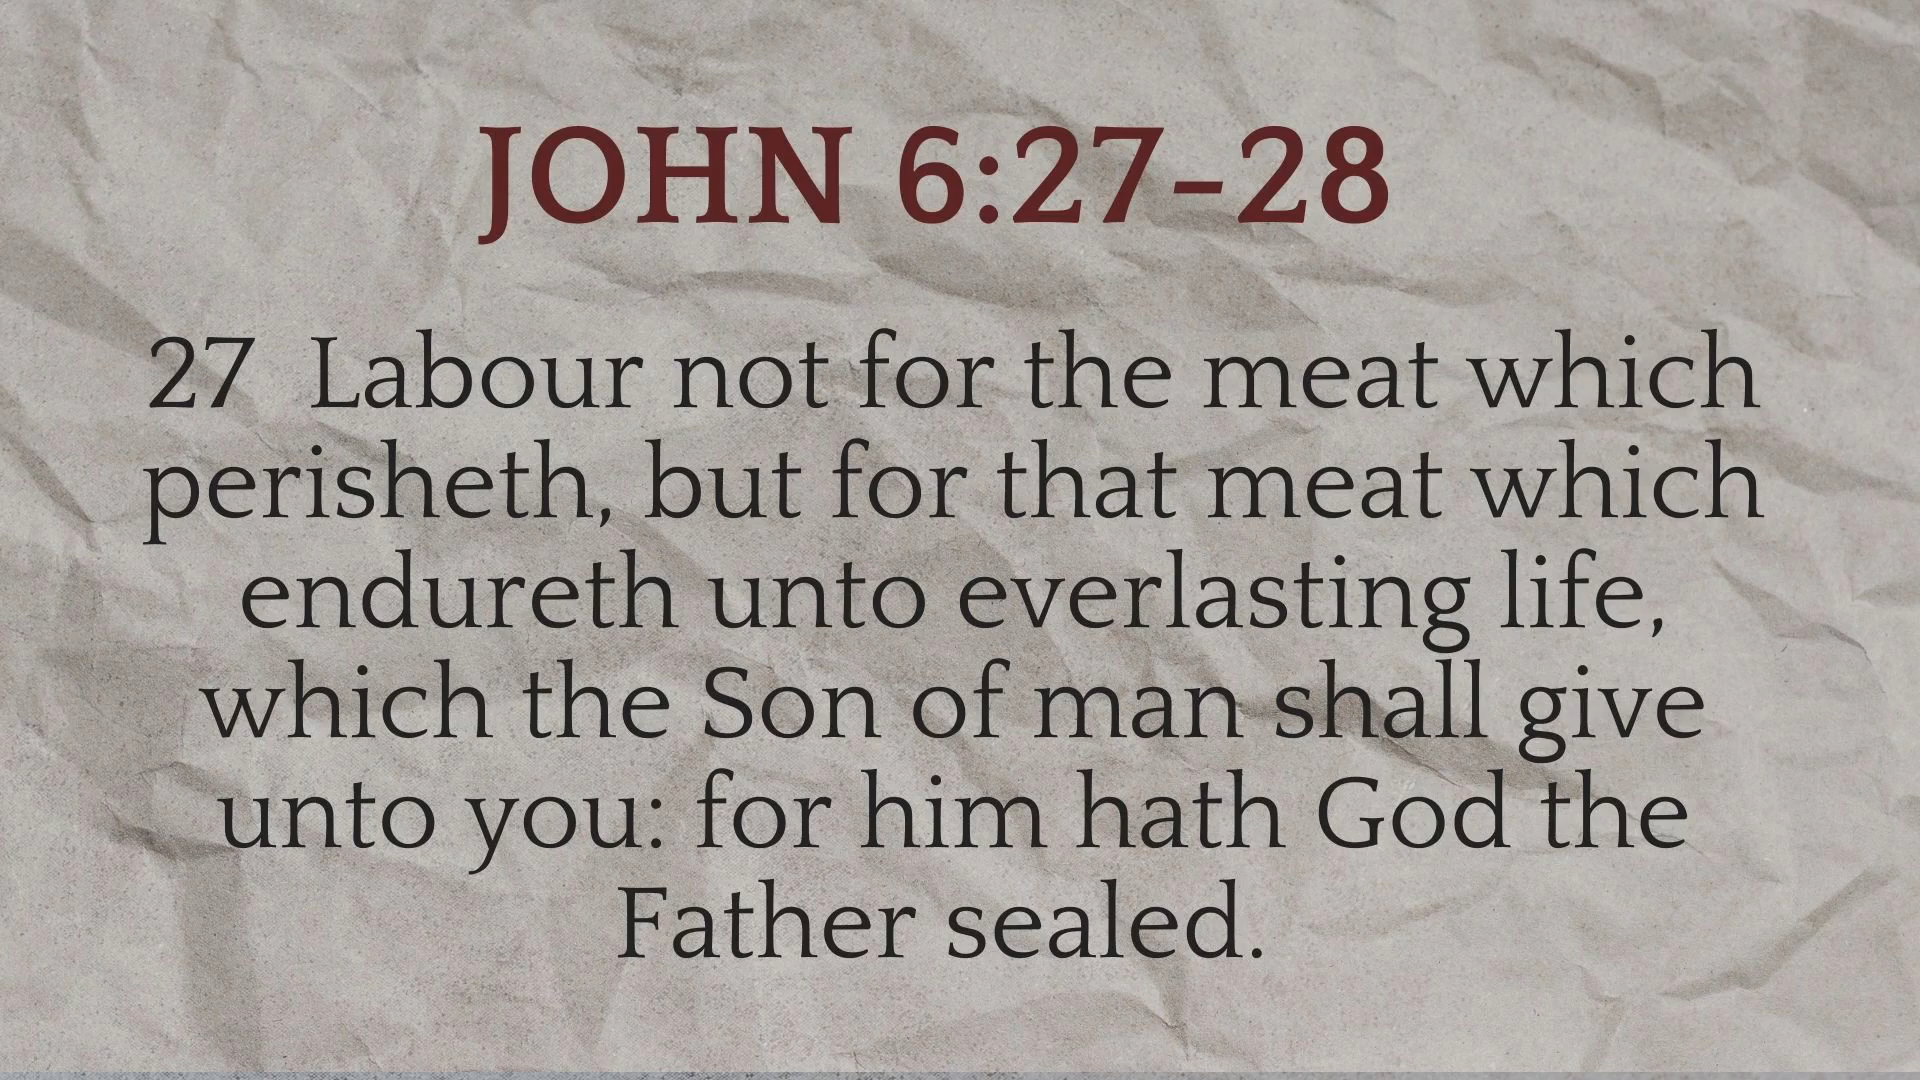 JOHN 6:27-28
27  Labour not for the meat which
perisheth, but for that meat which
endureth unto everlasting life,
which the Son of man shall give
unto you: for him hath God the
Father sealed.